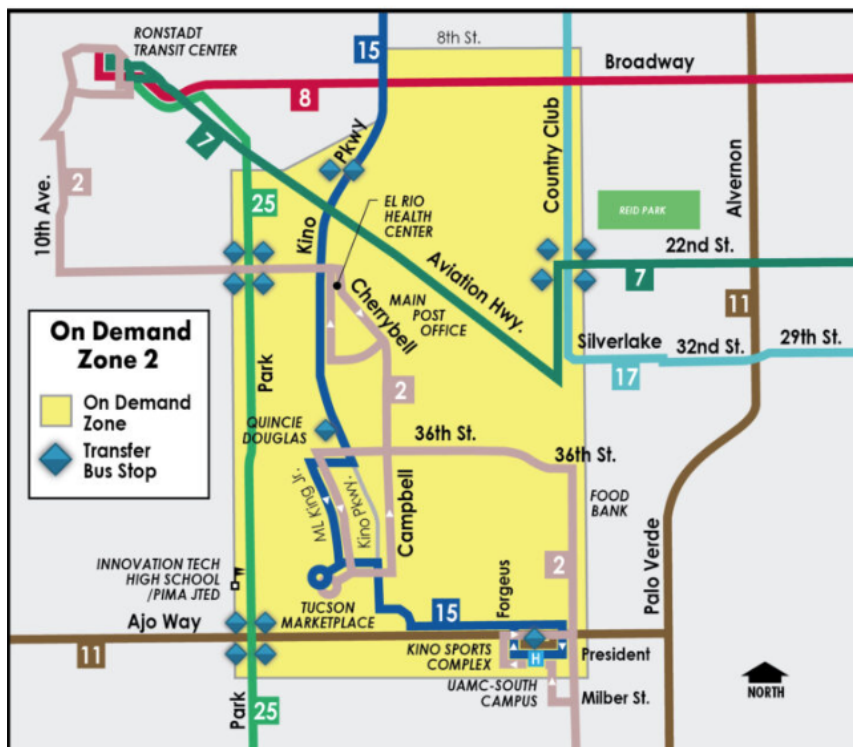 RONSTADT
TRANSIT CENTER
15
8th St.
Broadway
8
7
Pkwy
Country Club
Alvernon
2
10th Ave.
25
Kino
EL RIO
HEALTH
CENTER
REID PARK
22nd St.
7
Aviation Hwy.
11
Cherrybell
MAIN
POST
OFFICE
On Demand
Zone 2
On Demand
Zone
Transfer
Bus Stop
Silverlake
32nd St.
29th St.
17
Park
2
QUINCIE
DOUGLAS
36th St.
36th St.
ML King Jr.
Kino Pkwy.
Campbell
FOOD
BANK
INNOVATION TECH
HIGH SCHOOL
/PIMA JTED
2
Palo Verde
TUCSON
MARKETPLACE
15
Forgeus
Ajo Way
11
KINO SPORTS
COMPLEX
H
President
UAMC-SOUTH
CAMPUS
Milber St.
Park
25
NORTH